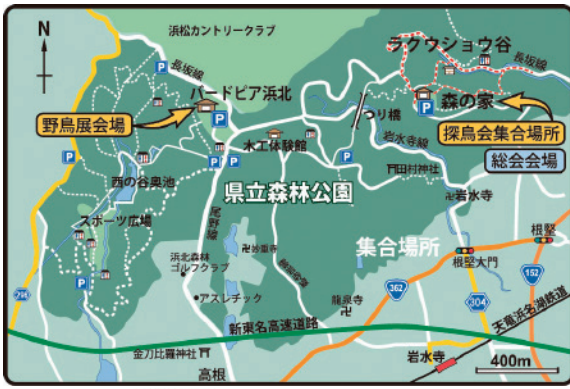 N
浜松カントリークラブ
ラクウショウ谷
長坂線
P
バードピア浜北
野鳥展会場
P
P
つり橋
森の家
P
探鳥会集合場所
総会会場
木工体験館
岩水寺線
P
P
P
田村神社
西の谷奥池
県立森林公園
岩水寺
スポーツ広場
尾野線
妙蓮寺
集合場所
根堅
根堅大門
浜北森林
ゴルフクラブ
P
296
アスレチック
龍泉寺
362
304
152
天竜浜名湖鉄道
新東名高速道路
金刀比羅神社
高根
岩水寺
400m